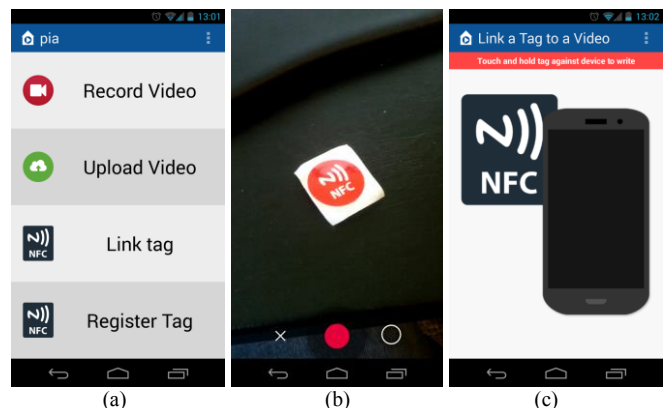 13:01
pia
Record Video
Upload Video
NFC
Link tag
NFC
Register Tag
(a)
NFC
(b)
13:02
Link a Tag to a Video
Touch and hold tag against device to write
NFC
(c)